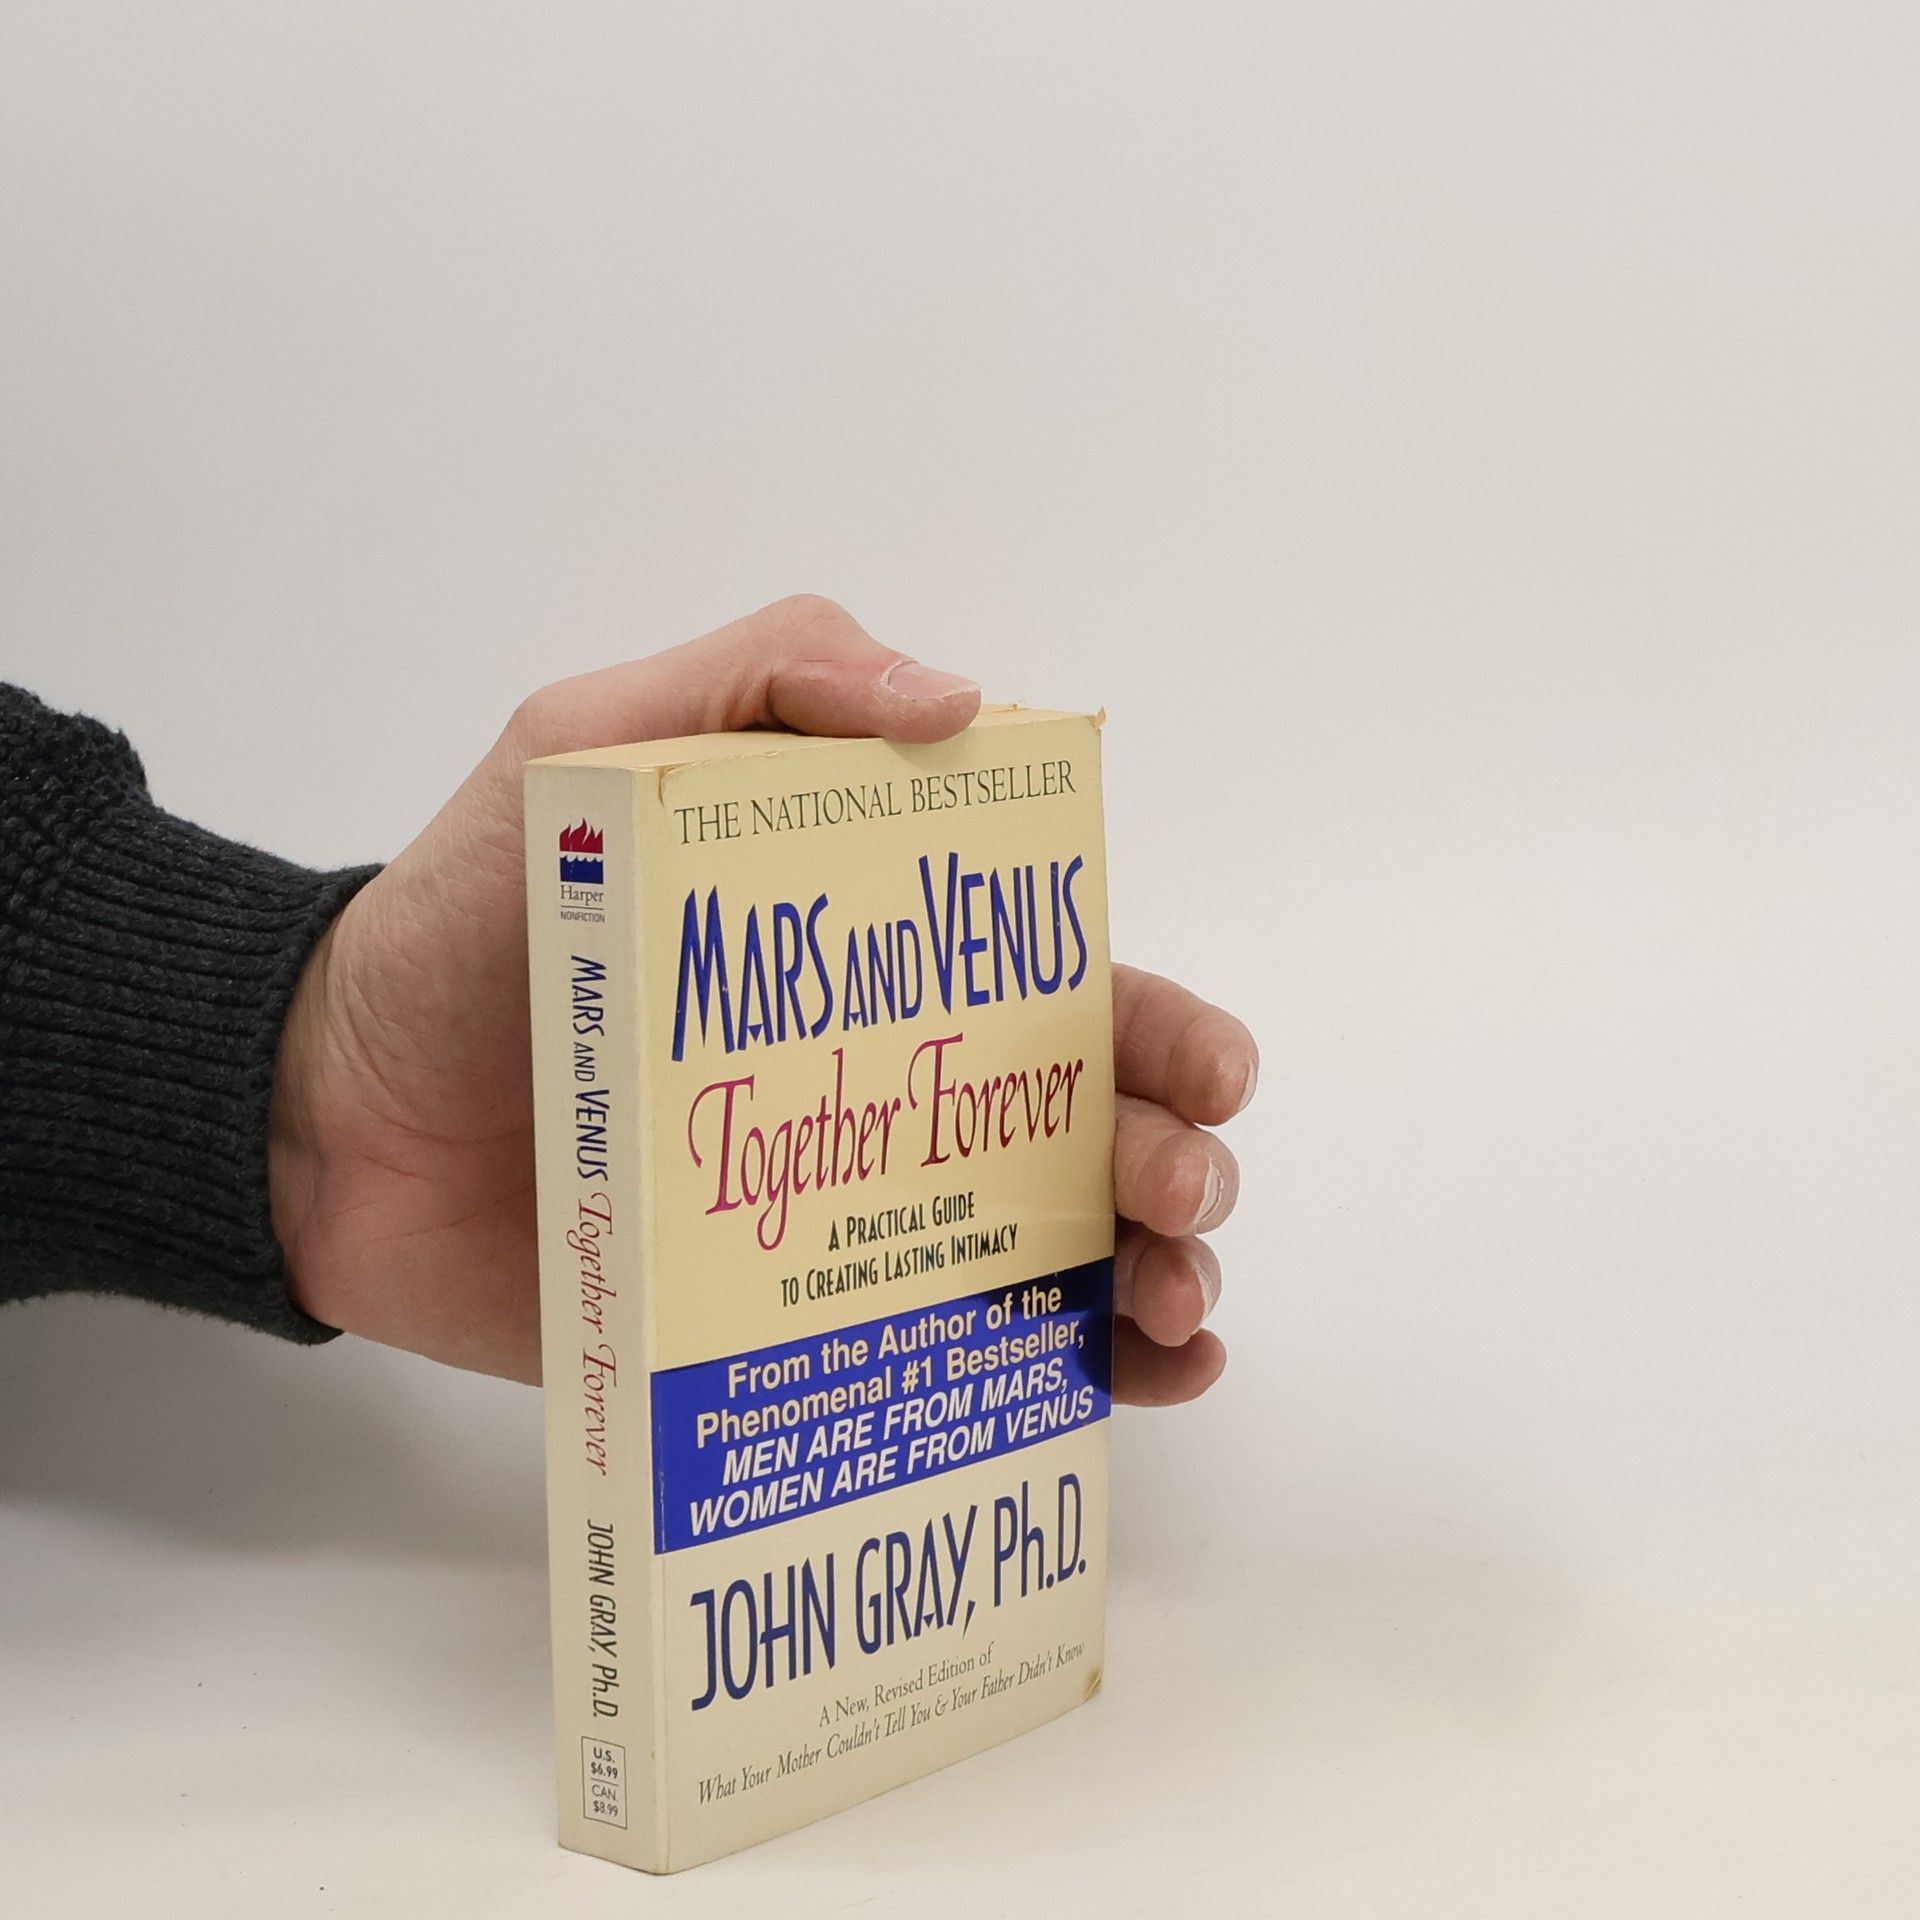 Harper
NONFICTION
MARS AND VENUS Together Forever
JOHN GRAY, Ph.D.
U.S.
$6.99
CAN.
$8.99
THE NATIONAL BESTSELLER
MARS AND VENUS
Together Forever
A PRACTICAL GUIDE
TO CREATING LASTING INTIMACY
From the Author of the
Phenomenal #1 Bestseller,
MEN ARE FROM MARS,
WOMEN ARE FROM VENUS
JOHN GRAY, Ph.D.
A New, Revised Edition of
What Your Mother Couldn't Tell You & Your Father Didn't Know